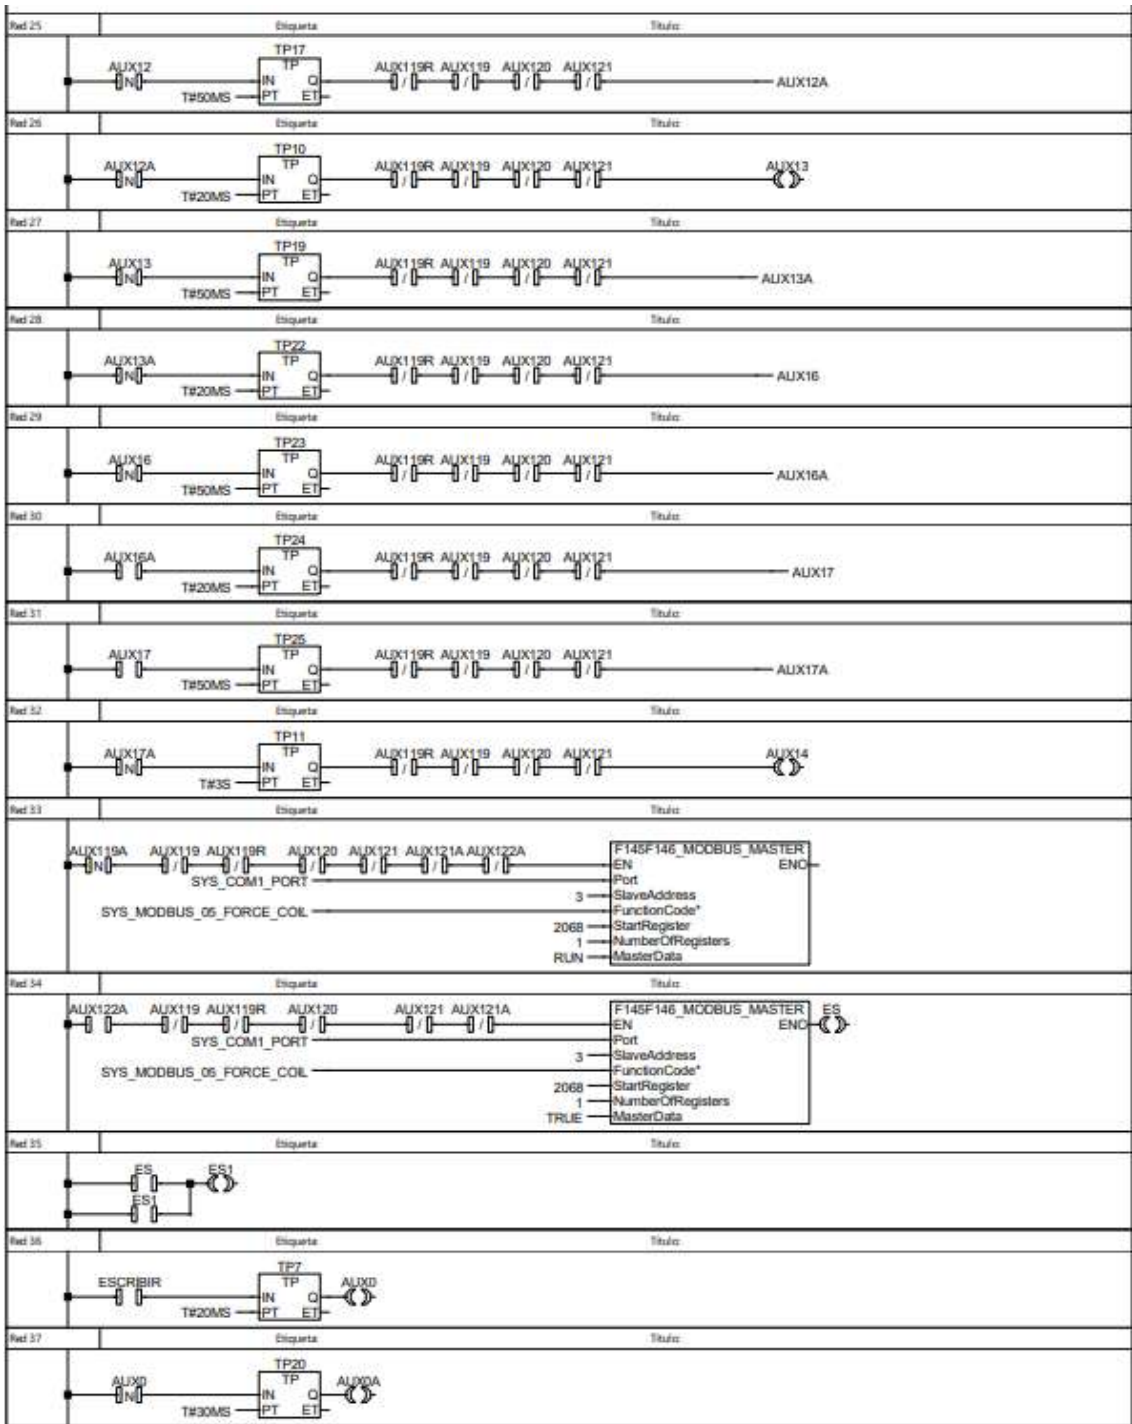 Red 25 Etiqueta: Título:
TP17
AUX12 TP AUX119R AUX119 AUX120 AUX121
N IN Q / / / / AUX12A
T#50MS PT ET
Red 26 Etiqueta: Título:
TP10
AUX12A TP AUX119R AUX119 AUX120 AUX121 AUX13
N IN Q / / / /
T#20MS PT ET
Red 27 Etiqueta: Título:
TP19
AUX13 TP AUX119R AUX119 AUX120 AUX121
N IN Q / / / / AUX13A
T#50MS PT ET
Red 28 Etiqueta: Título:
TP22
AUX13A TP AUX119R AUX119 AUX120 AUX121
N IN Q / / / / AUX16
T#20MS PT ET
Red 29 Etiqueta: Título:
TP23
AUX16 TP AUX119R AUX119 AUX120 AUX121
N IN Q / / / / AUX16A
T#50MS PT ET
Red 30 Etiqueta: Título:
TP24
AUX16A TP AUX119R AUX119 AUX120 AUX121
IN Q / / / / AUX17
T#20MS PT ET
Red 31 Etiqueta: Título:
TP25
AUX17 TP AUX119R AUX119 AUX120 AUX121
IN Q / / / / AUX17A
T#50MS PT ET
Red 32 Etiqueta: Título:
TP11
AUX17A TP AUX119R AUX119 AUX120 AUX121 AUX14
N IN Q / / / /
T#3S PT ET
Red 33 Etiqueta: Título:
AUX119A AUX119 AUX119R AUX120 AUX121 AUX121A AUX122A F145F146_MODBUS_MASTER
N / / / / / / EN ENO
SYS_COM1_PORT Port
3 SlaveAddress
SYS_MODBUS_05_FORCE_COIL FunctionCode*
2068 StartRegister
1 NumberOfRegisters
RUN MasterData
Red 34 Etiqueta: Título:
AUX122A AUX119 AUX119R AUX120 AUX121 AUX121A F145F146_MODBUS_MASTER ES
/ / / / / EN ENO
SYS_COM1_PORT Port
3 SlaveAddress
SYS_MODBUS_05_FORCE_COIL FunctionCode*
2068 StartRegister
1 NumberOfRegisters
TRUE MasterData
Red 35 Etiqueta: Título:
ES ES1
ES1
Red 36 Etiqueta: Título:
TP7
ESCRIBIR TP AUX0
IN Q
T#20MS PT ET
Red 37 Etiqueta: Título:
TP20
AUX0 TP AUX0A
N IN Q
T#30MS PT ET